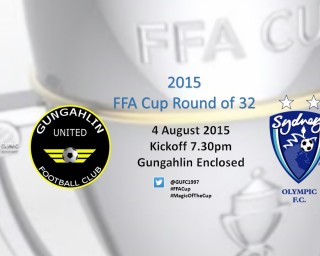 FFA CUP
2015
FFA Cup Round of 32
4 August 2015
Kickoff 7.30pm
Gungahlin Enclosed
@GUFC1997
#FFACup
#MagicOfTheCup
GUNGAHLIN
UNITED
FOOTBALL CLUB
Sydney
OLYMPIC
F.C.